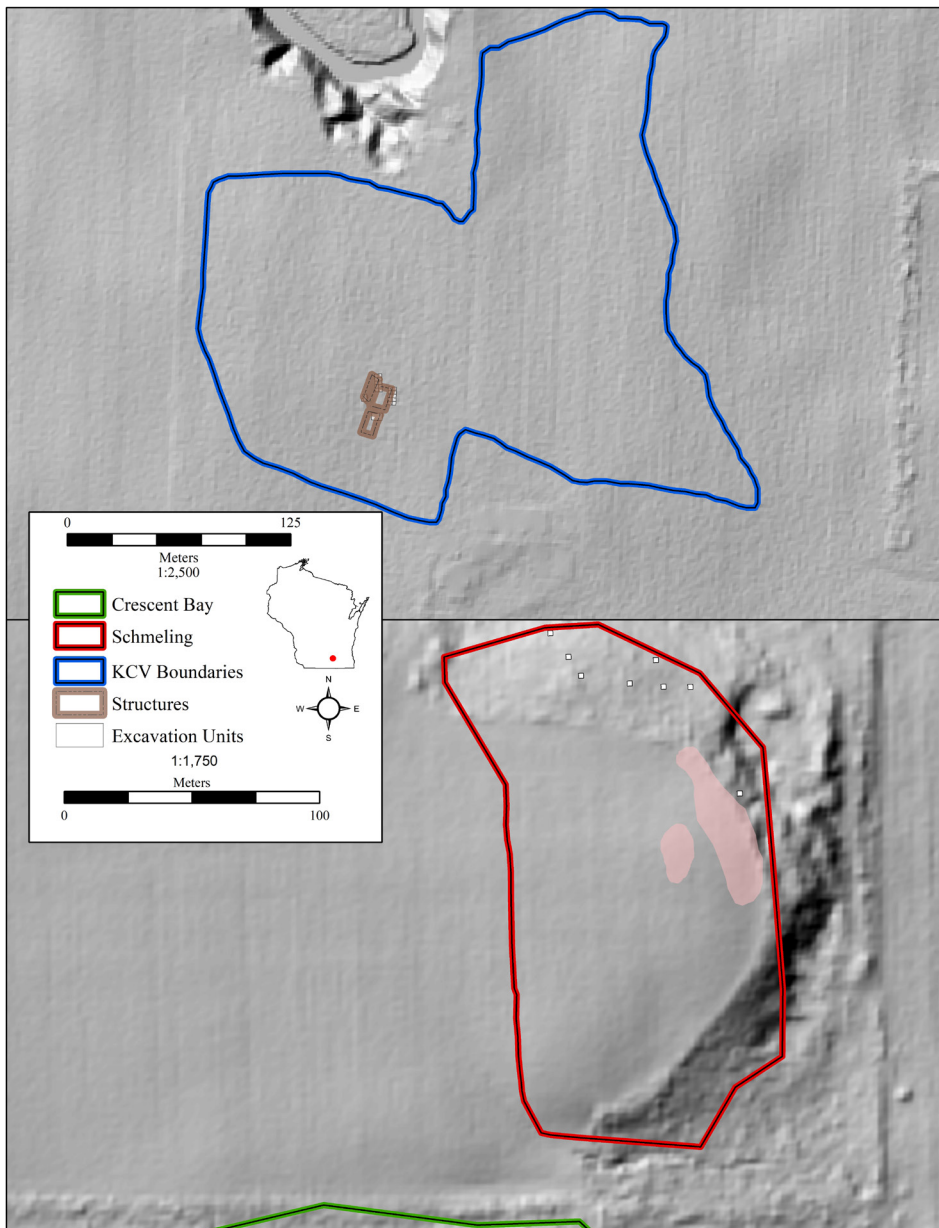 0 125
Meters
1:2,500
Crescent Bay
Schmeling
KCV Boundaries
Structures
Excavation Units
N
W E
S
1:1,750
Meters
0 100